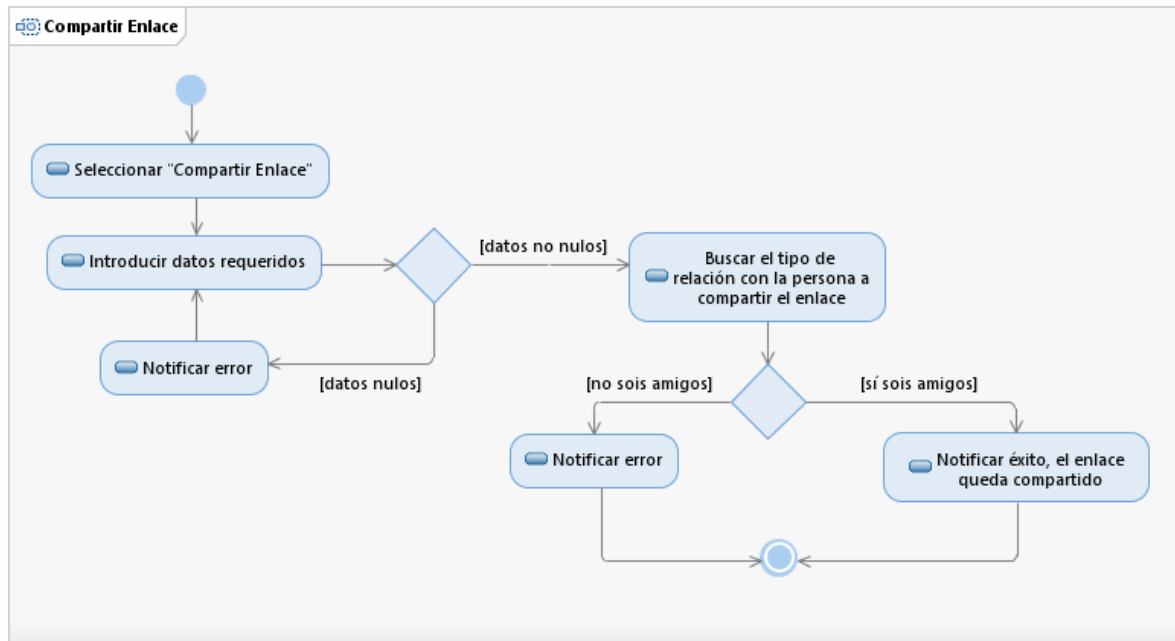 Compartir Enlace
Seleccionar "Compartir Enlace"
Introducir datos requeridos
[datos no nulos]
Buscar el tipo de
relación con la persona a
compartir el enlace
Notificar error
[datos nulos]
[no sois amigos]
[sí sois amigos]
Notificar error
Notificar éxito, el enlace
queda compartido